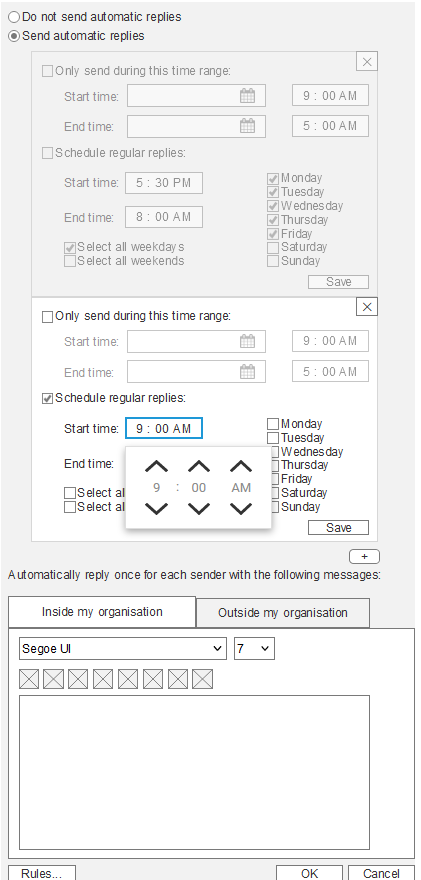 Do not send automatic replies
Send automatic replies
Only send during this time range:
Start time: 9 : 00 AM
End time: 5 : 00 AM
Schedule regular replies:
Start time: 5 : 30 PM
Monday
Tuesday
Wednesday
End time: 8 : 00 AM
Thursday
Friday
Select all weekdays
Saturday
Select all weekends
Sunday
Save
Only send during this time range:
Start time: 9 : 00 AM
End time: 5 : 00 AM
Schedule regular replies:
Start time: 9 : 00 AM
Monday
Tuesday
Wednesday
End time:
Thursday
Friday
9 : 00 AM
Select al
Saturday
Select al
Sunday
Save
+
Automatically reply once for each sender with the following messages:
Inside my organisation
Outside my organisation
Segoe UI 7
Rules... OK Cancel